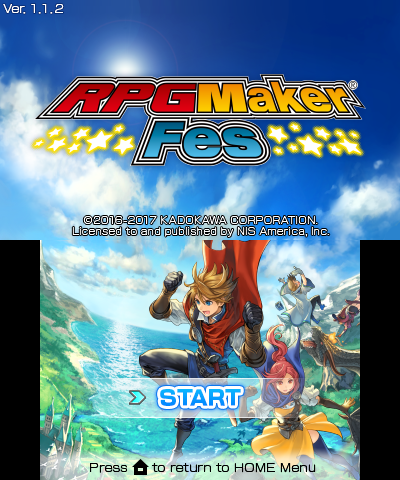 Ver. 1.1.2
RPG Maker®
Fes
©2016-2017 KADOKAWA CORPORATION.
Licensed to and published by NIS America, Inc.
START
Press to return to HOME Menu